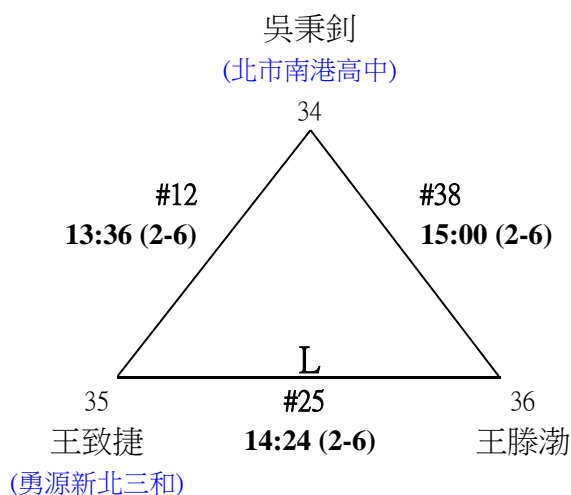 吳秉釗
(北市南港高中)
34
#12
13:36 (2-6)
#38
15:00 (2-6)
L
35
#25
36
王致捷
14:24 (2-6)
王滕渤
(勇源新北三和)